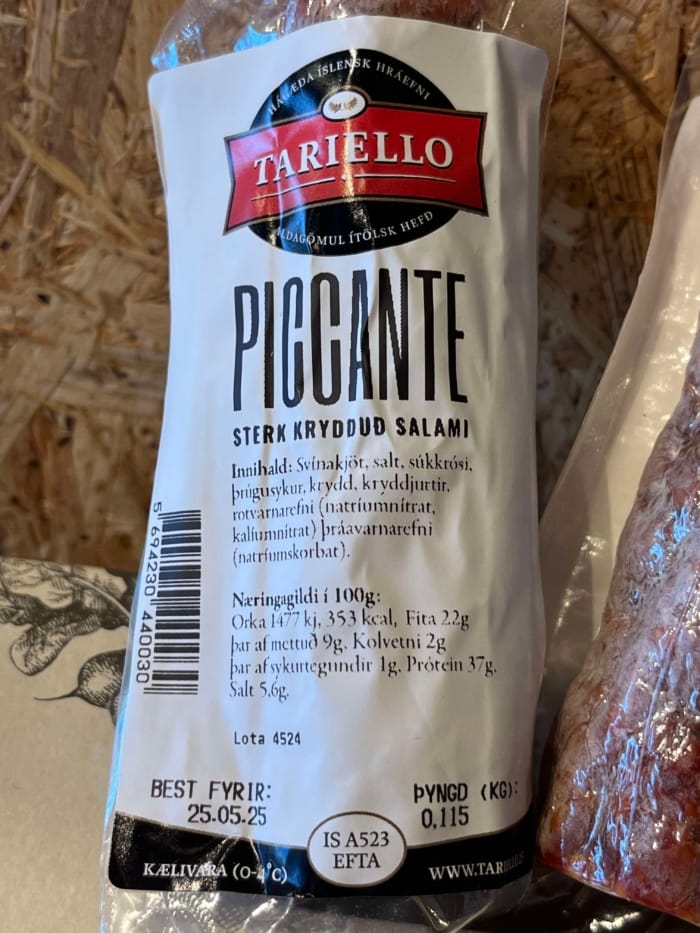 HÁGÆÐA ÍSLENSK HRÁEFNI
TARIELLO
ALDAGÖMUL ÍTÖLSK HEFÐ
PICCANTE
STERK KRYDDUÐ SALAMI
Innihald: Svínakjöt, salt, súkkrósi,
þrúgusykur, krydd, kryddjurtir,
rotvarnarefni (natríumnítrat,
kalíumnítrat) þráavarnarefni
(natríumskorbat).
Næringagildi í 100g:
Orka 1477 kj, 353 kcal, Fita 22g
þar af mettuð 9g, Kolvetni 2g
þar af sykurtegundir 1g, Prótein 37g,
Salt 5,6g.
Lota 4524
BEST FYRIR:
25.05.25
ÞYNGD (KG):
0,115
IS A523
EFTA
KÆLIVARA (0-4°C)
5 694230 440030